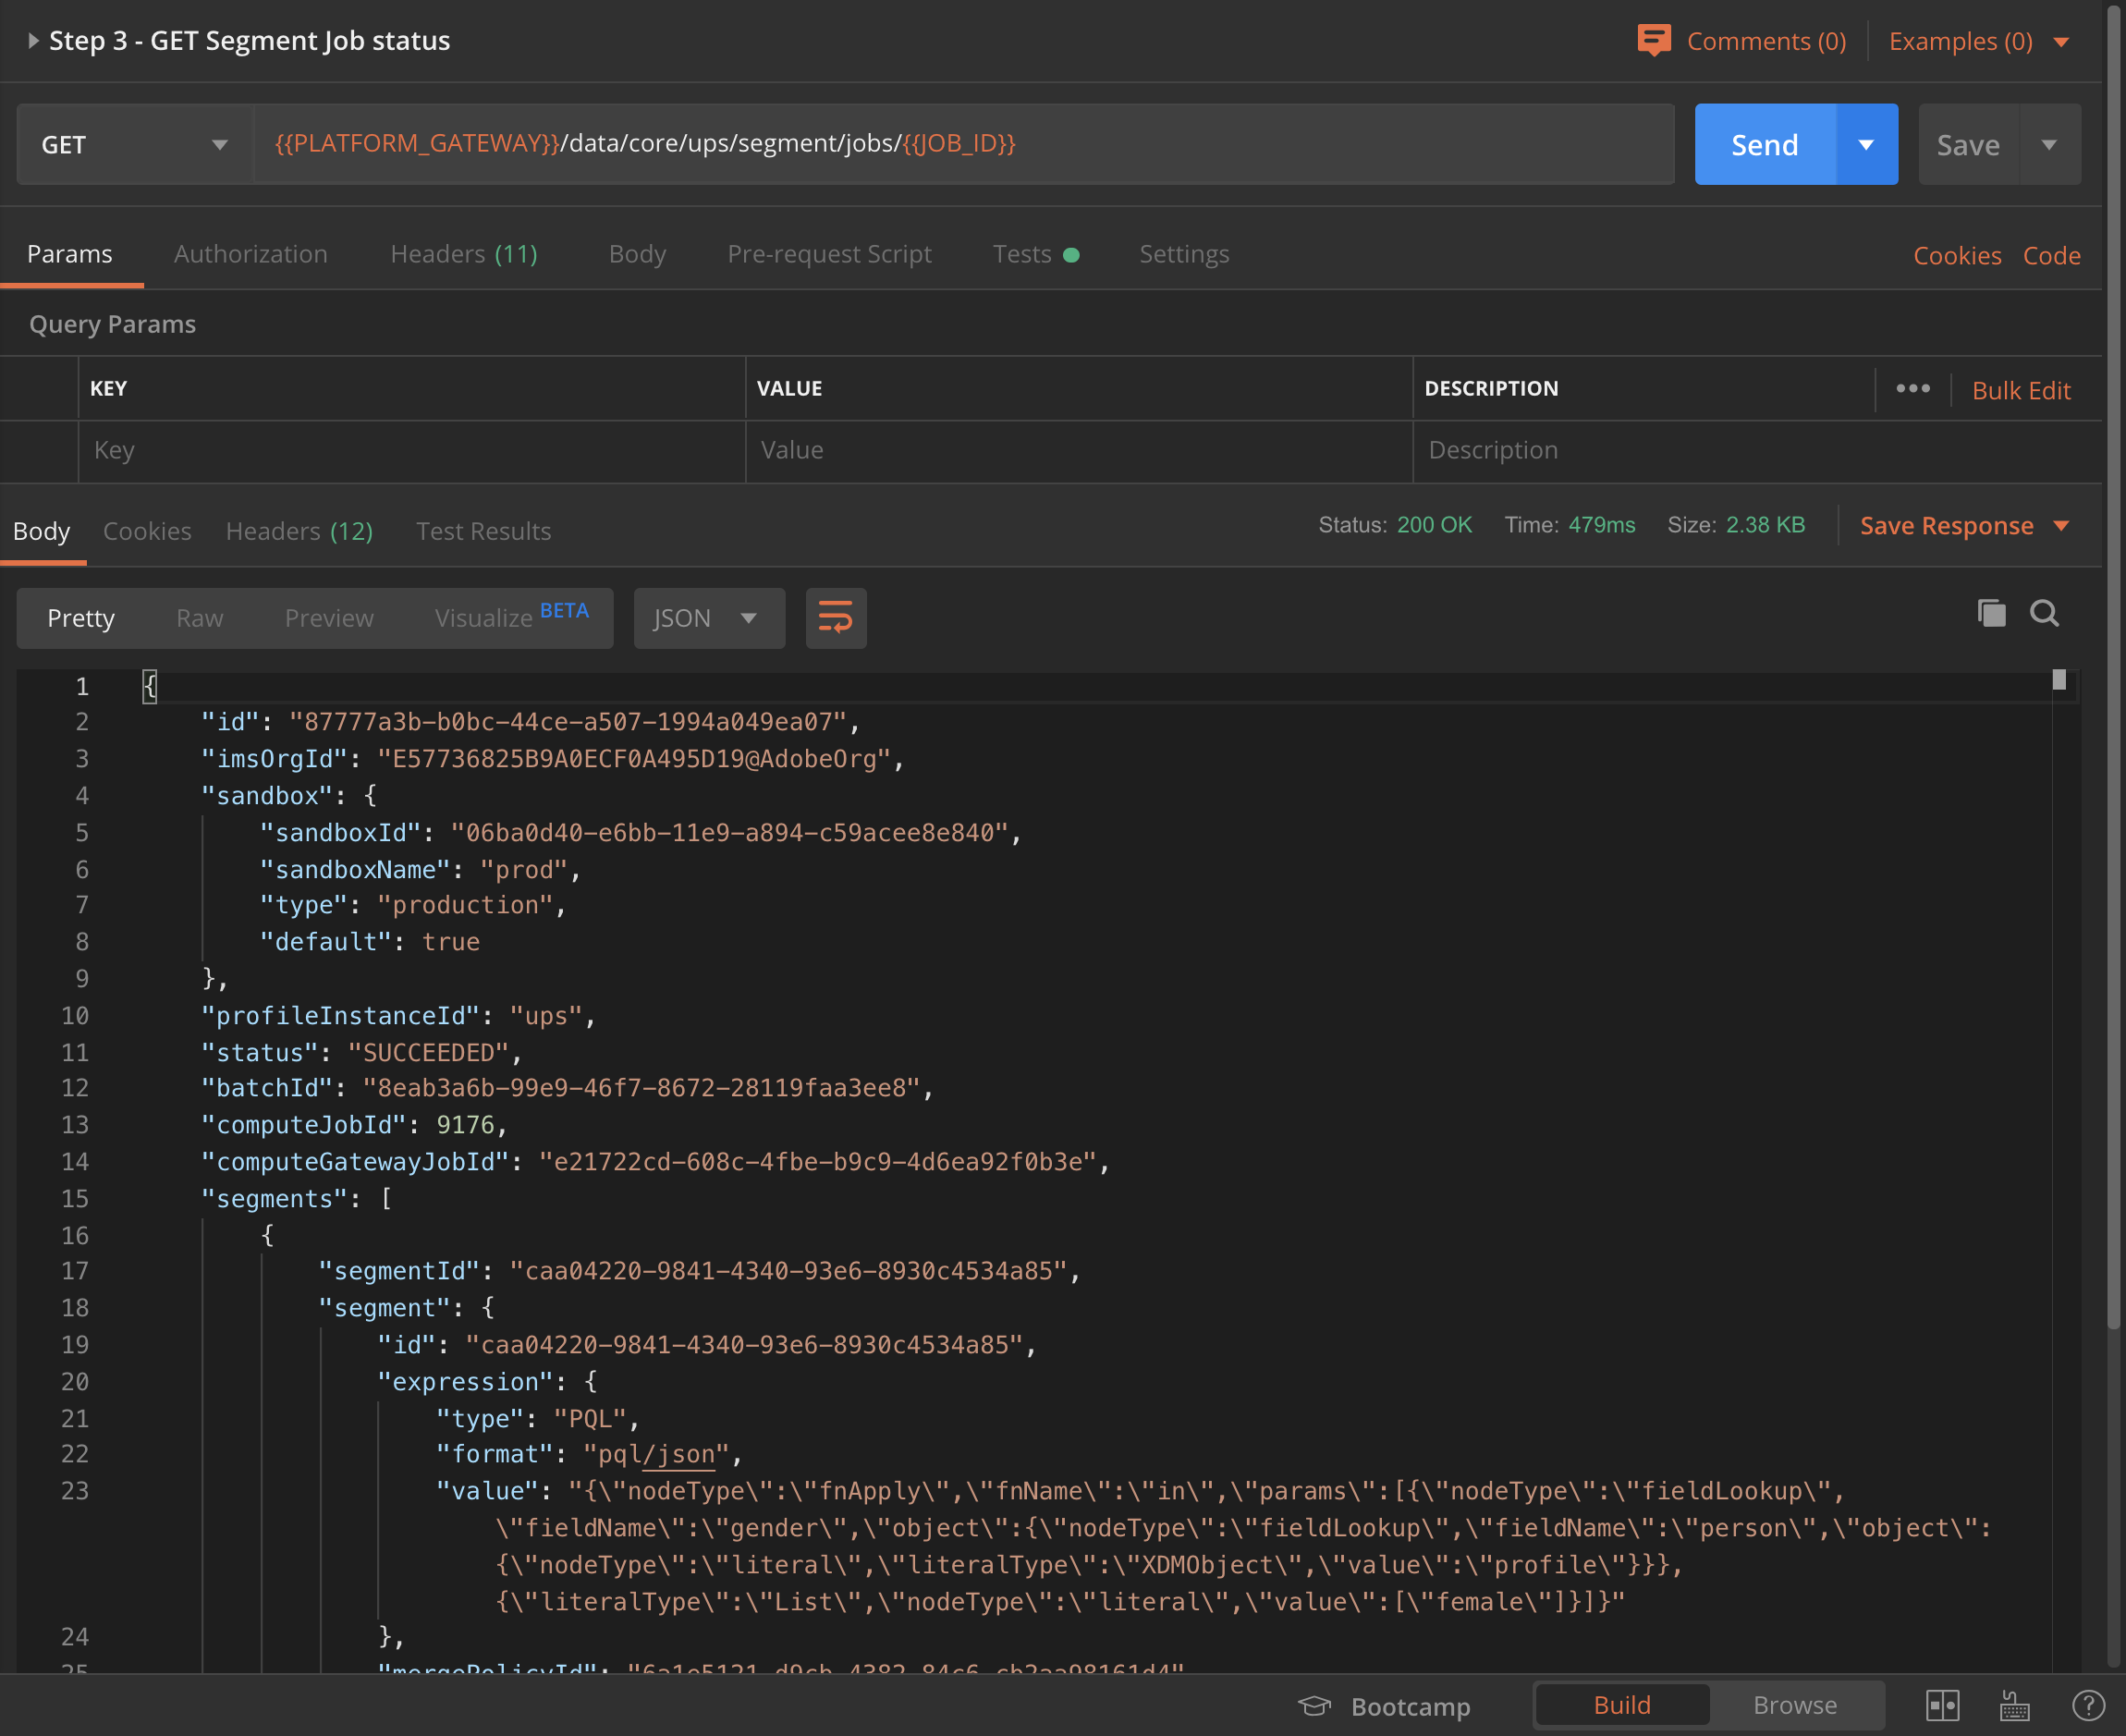 Step 3 - GET Segment Job status
Comments (0) Examples (0)
GET {{PLATFORM_GATEWAY}}/data/core/ups/segment/jobs/{{JOB_ID}} Send Save
Params Authorization Headers (11) Body Pre-request Script Tests Settings Cookies Code
Query Params
KEY VALUE DESCRIPTION ••• Bulk Edit
Key Value Description
Body Cookies Headers (12) Test Results Status: 200 OK Time: 479ms Size: 2.38 KB Save Response
Pretty Raw Preview Visualize BETA JSON
1 {
2 "id": "87777a3b-b0bc-44ce-a507-1994a049ea07",
3 "imsOrgId": "E57736825B9A0ECF0A495D19@AdobeOrg",
4 "sandbox": {
5 "sandboxId": "06ba0d40-e6bb-11e9-a894-c59acee8e840",
6 "sandboxName": "prod",
7 "type": "production",
8 "default": true
9 },
10 "profileInstanceId": "ups",
11 "status": "SUCCEEDED",
12 "batchId": "8eab3a6b-99e9-46f7-8672-28119faa3ee8",
13 "computeJobId": 9176,
14 "computeGatewayJobId": "e21722cd-608c-4fbe-b9c9-4d6ea92f0b3e",
15 "segments": [
16 {
17 "segmentId": "caa04220-9841-4340-93e6-8930c4534a85",
18 "segment": {
19 "id": "caa04220-9841-4340-93e6-8930c4534a85",
20 "expression": {
21 "type": "PQL",
22 "format": "pql/json",
23 "value": "{\"nodeType\":\"fnApply\",\"fnName\":\"in\",\"params\":[{\"nodeType\":\"fieldLookup\",
\"fieldName\":\"gender\",\"object\":{\"nodeType\":\"fieldLookup\",\"fieldName\":\"person\",\"object\":
{\"nodeType\":\"literal\",\"literalType\":\"XDMObject\",\"value\":\"profile\"}}},
{\"literalType\":\"List\",\"nodeType\":\"literal\",\"value\":[\"female\"]}]}"
24 },
25 "mergePolicyId":
Bootcamp Build Browse